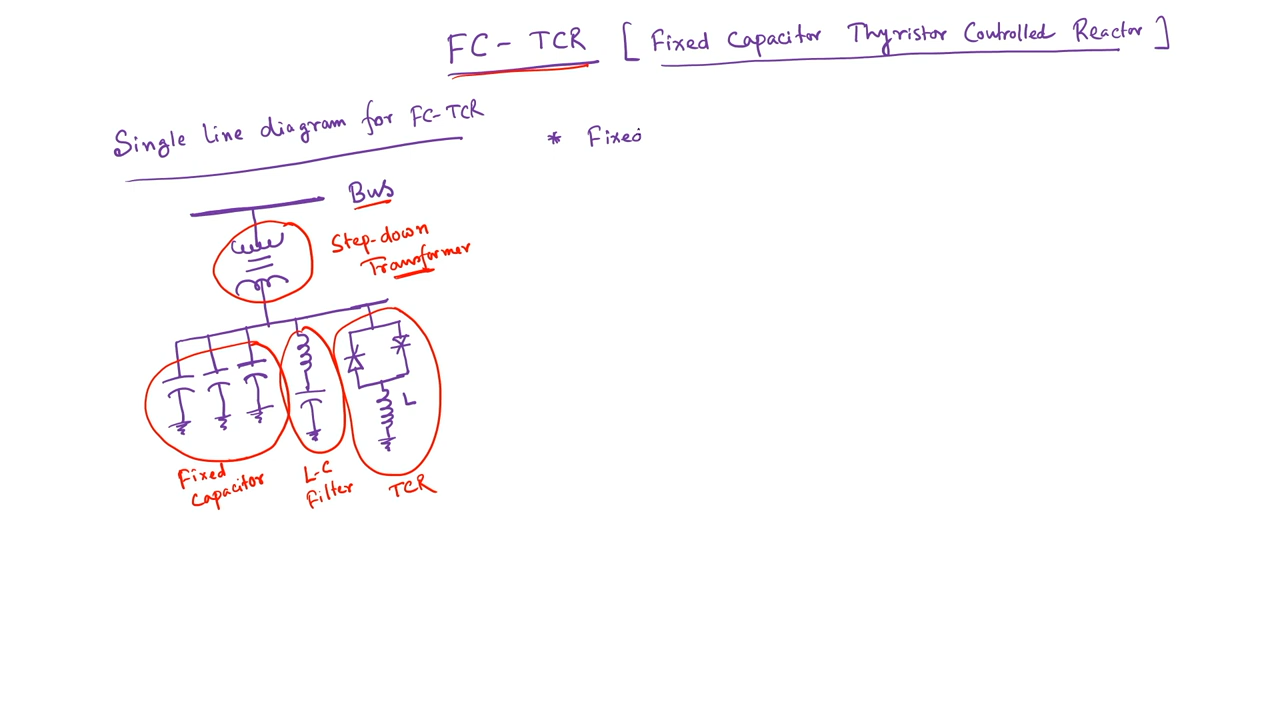 FC - TCR [ Fixed Capacitor Thyristor Controlled Reactor ]
Single line diagram for FC-TCR
* Fixed
Bus
Step-down
Transformer
L
Fixed
Capacitor
L-C
Filter
TCR